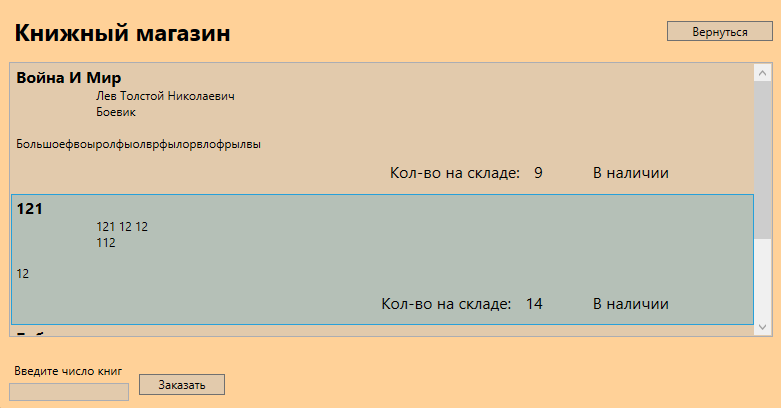 Книжный магазин
Вернуться
Война И Мир
Лев Толстой Николаевич
Боевик
Большоефвоыролфыолврфылорвлофрылвы
Кол-во на складе: 9 В наличии
121
121 12 12
112
12
Кол-во на складе: 14 В наличии
Введите число книг
Заказать